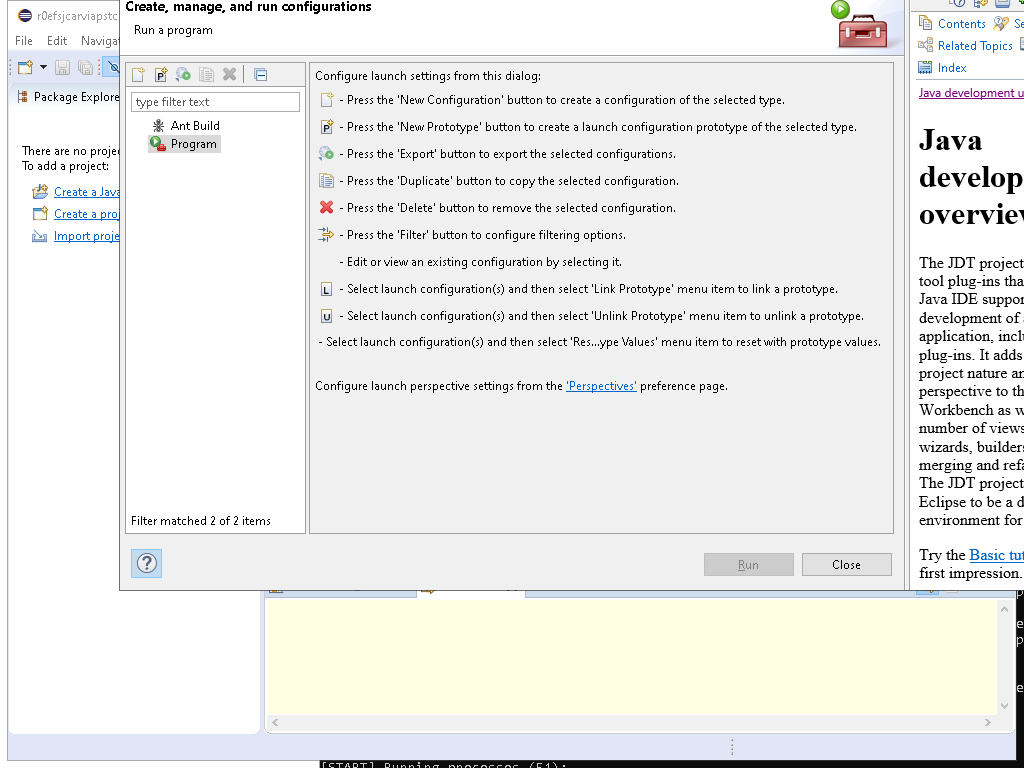 Create, manage, and run configurations
r0efsjcarviapstc
Run a program
File Edit Navigat
Package Explore
type filter text
Ant Build
Program
There are no projec
To add a project:
Create a Java
Create a proj
Import proje
Filter matched 2 of 2 items
Configure launch settings from this dialog:
- Press the 'New Configuration' button to create a configuration of the selected type.
- Press the 'New Prototype' button to create a launch configuration prototype of the selected type.
- Press the 'Export' button to export the selected configurations.
- Press the 'Duplicate' button to copy the selected configuration.
- Press the 'Delete' button to remove the selected configuration.
- Press the 'Filter' button to configure filtering options.
- Edit or view an existing configuration by selecting it.
L - Select launch configuration(s) and then select 'Link Prototype' menu item to link a prototype.
U - Select launch configuration(s) and then select 'Unlink Prototype' menu item to unlink a prototype.
- Select launch configuration(s) and then select 'Res...ype Values' menu item to reset with prototype values.
Configure launch perspective settings from the 'Perspectives' preference page.
Run
Close
Contents Se
Related Topics
Index
Java development u
Java
develop
overview
The JDT project
tool plug-ins tha
Java IDE suppor
development of a
application, inclu
plug-ins. It adds
project nature an
perspective to th
Workbench as w
number of views
wizards, builders
merging and refa
The JDT project
Eclipse to be a d
environment for
Try the Basic tut
first impression.
[START] Running processes (51):